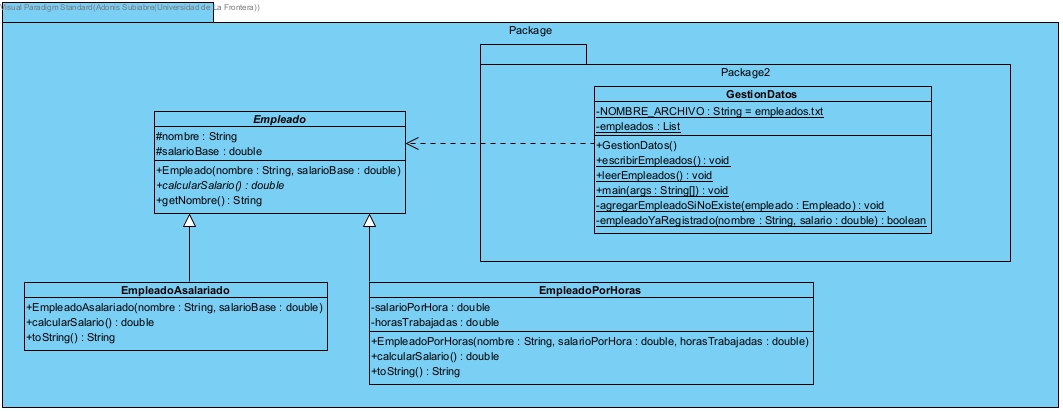 Visual Paradigm Standard(Adonis Subiabre(Universidad de La Frontera))
Package
Package2
GestionDatos
-NOMBRE_ARCHIVO : String = empleados.txt
-empleados : List
+GestionDatos()
+escribirEmpleados() : void
+leerEmpleados() : void
+main(args : String[]) : void
-agregarEmpleadoSiNoExiste(empleado : Empleado) : void
-empleadoYaRegistrado(nombre : String, salario : double) : boolean
Empleado
#nombre : String
#salarioBase : double
+Empleado(nombre : String, salarioBase : double)
+calcularSalario() : double
+getNombre() : String
EmpleadoAsalariado
+EmpleadoAsalariado(nombre : String, salarioBase : double)
+calcularSalario() : double
+toString() : String
EmpleadoPorHoras
-salarioPorHora : double
-horasTrabajadas : double
+EmpleadoPorHoras(nombre : String, salarioPorHora : double, horasTrabajadas : double)
+calcularSalario() : double
+toString() : String